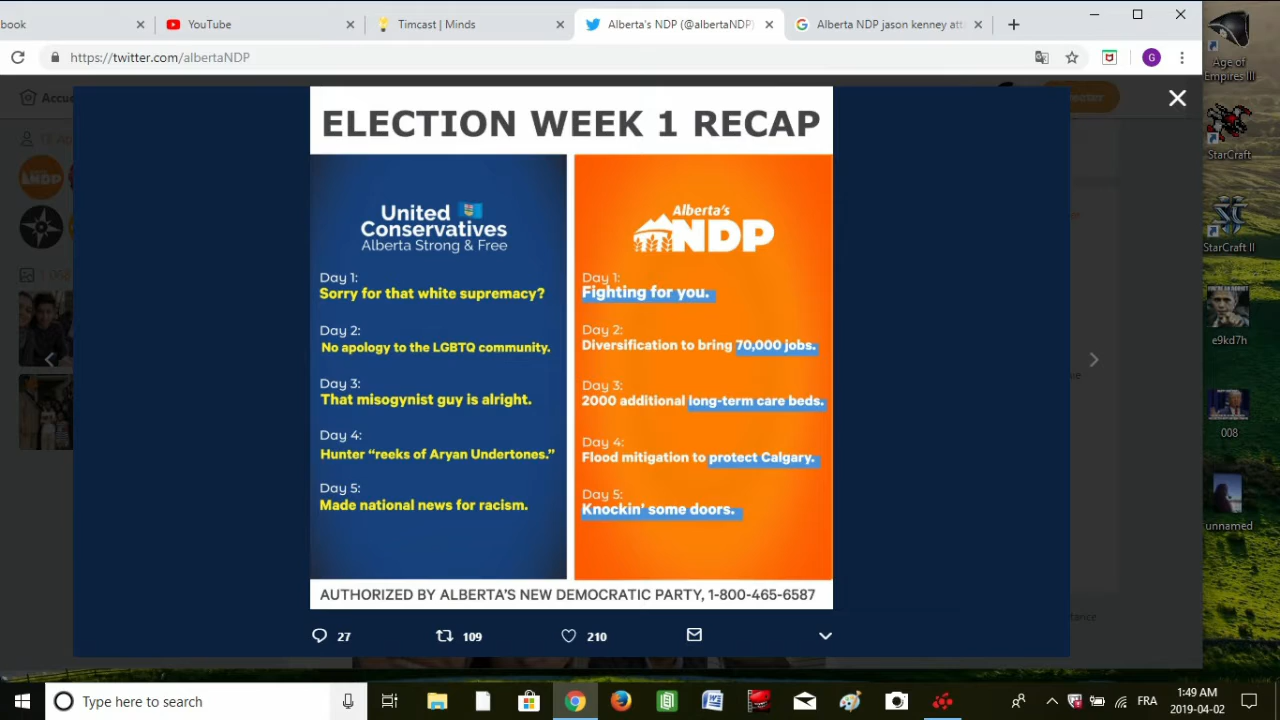 book
YouTube
Timcast | Minds
Alberta's NDP (@albertaNDP)
Alberta NDP jason kenney att
https://twitter.com/albertaNDP
G
Accue
ELECTION WEEK 1 RECAP
United
Conservatives
Alberta Strong & Free
Day 1:
Sorry for that white supremacy?
Day 2:
No apology to the LGBTQ community.
Day 3:
That misogynist guy is alright.
Day 4:
Hunter “reeks of Aryan Undertones.”
Day 5:
Made national news for racism.
Alberta's
NDP
Day 1:
Fighting for you.
Day 2:
Diversification to bring 70,000 jobs.
Day 3:
2000 additional long-term care beds.
Day 4:
Flood mitigation to protect Calgary.
Day 5:
Knockin' some doors.
AUTHORIZED BY ALBERTA'S NEW DEMOCRATIC PARTY, 1-800-465-6587
27
109
210
NDP
1 068
Age of
Empires III
StarCraft
StarCraft II
e9kd7h
008
unnamed
Type here to search
FRA
1:49 AM
2019-04-02